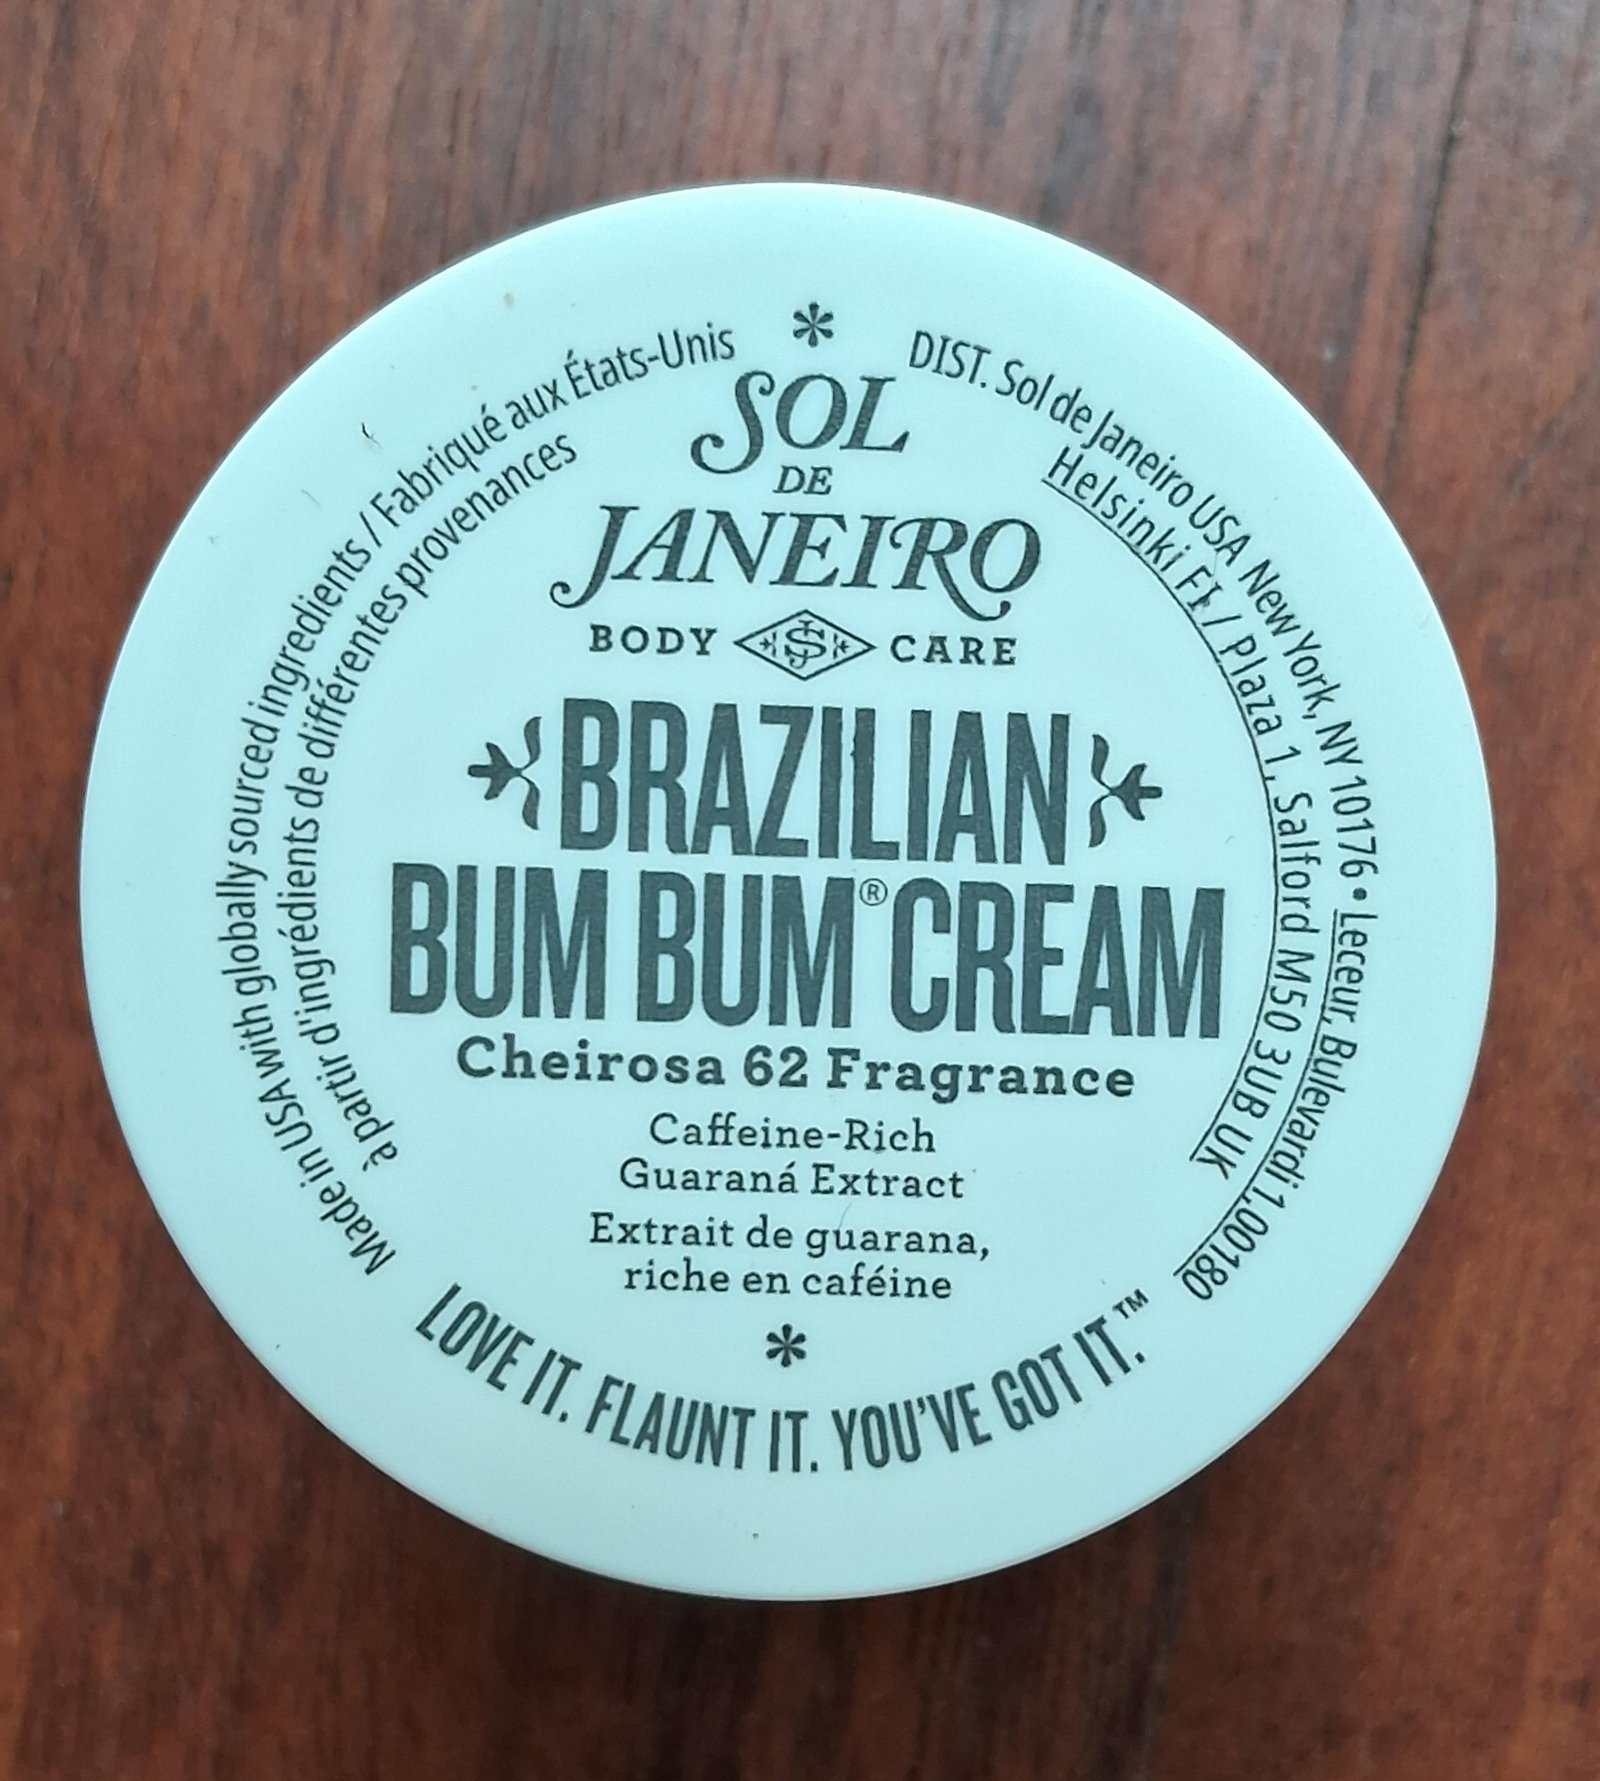 SOL
DE
JANEIRO
BODY SJ CARE
BRAZILIAN
BUM BUM® CREAM
Cheirosa 62 Fragrance
Caffeine-Rich
Guaraná Extract
Extrait de guarana,
riche en caféine
LOVE IT. FLAUNT IT. YOU'VE GOT IT.™
Made in USA with globally sourced ingredients / Fabriqué aux États-Unis
à partir d'ingrédients de différentes provenances
DIST. Sol de Janeiro USA New York, NY 10176 • Leceur, Bulevardi 1, 00180
Helsinki FI / Plaza 1, Salford M50 3UB UK